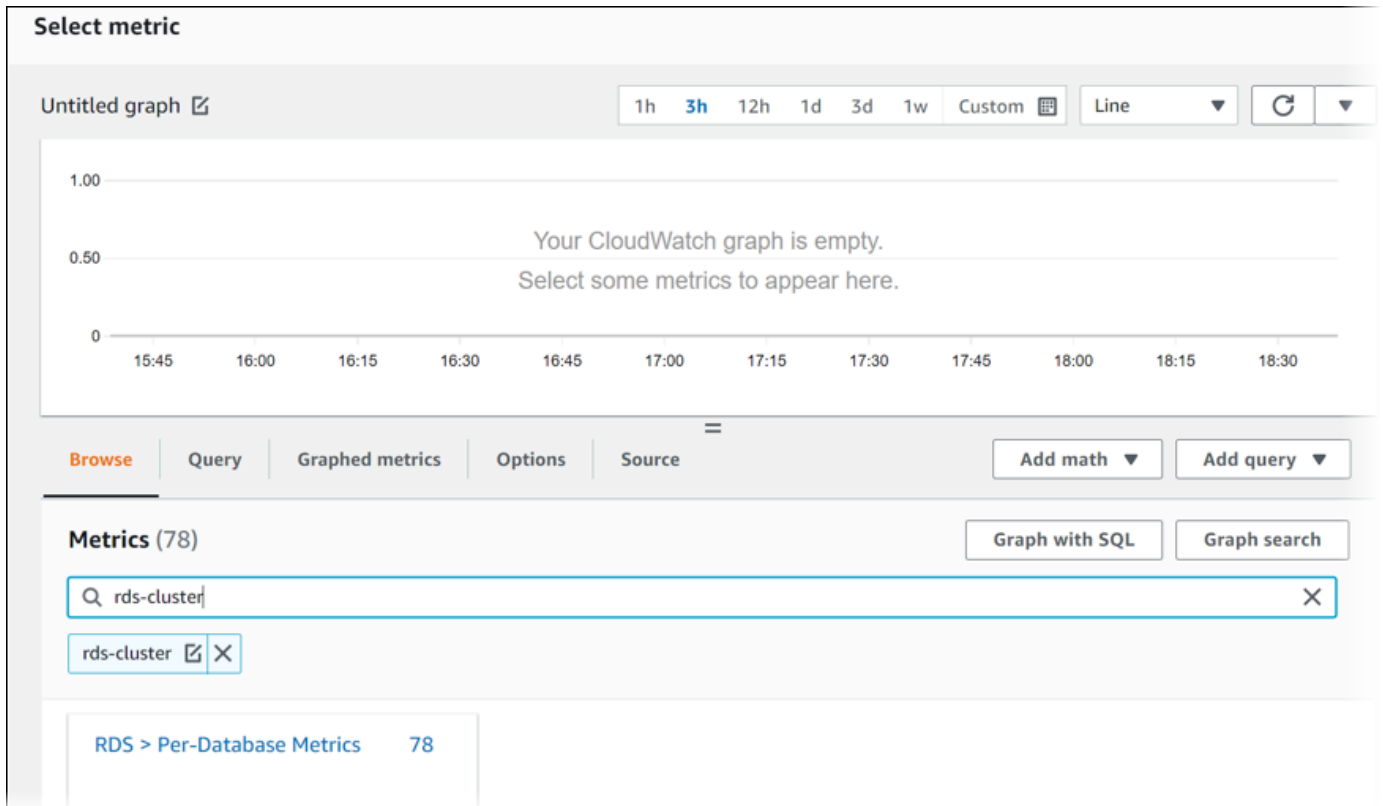 Select metric
Untitled graph
1h 3h 12h 1d 3d 1w Custom Line
1.00
Your CloudWatch graph is empty.
0.50
Select some metrics to appear here.
0
15:45 16:00 16:15 16:30 16:45 17:00 17:15 17:30 17:45 18:00 18:15 18:30
Browse Query Graphed metrics Options Source Add math Add query
Metrics (78) Graph with SQL Graph search
rds-cluster
rds-cluster
RDS > Per-Database Metrics 78